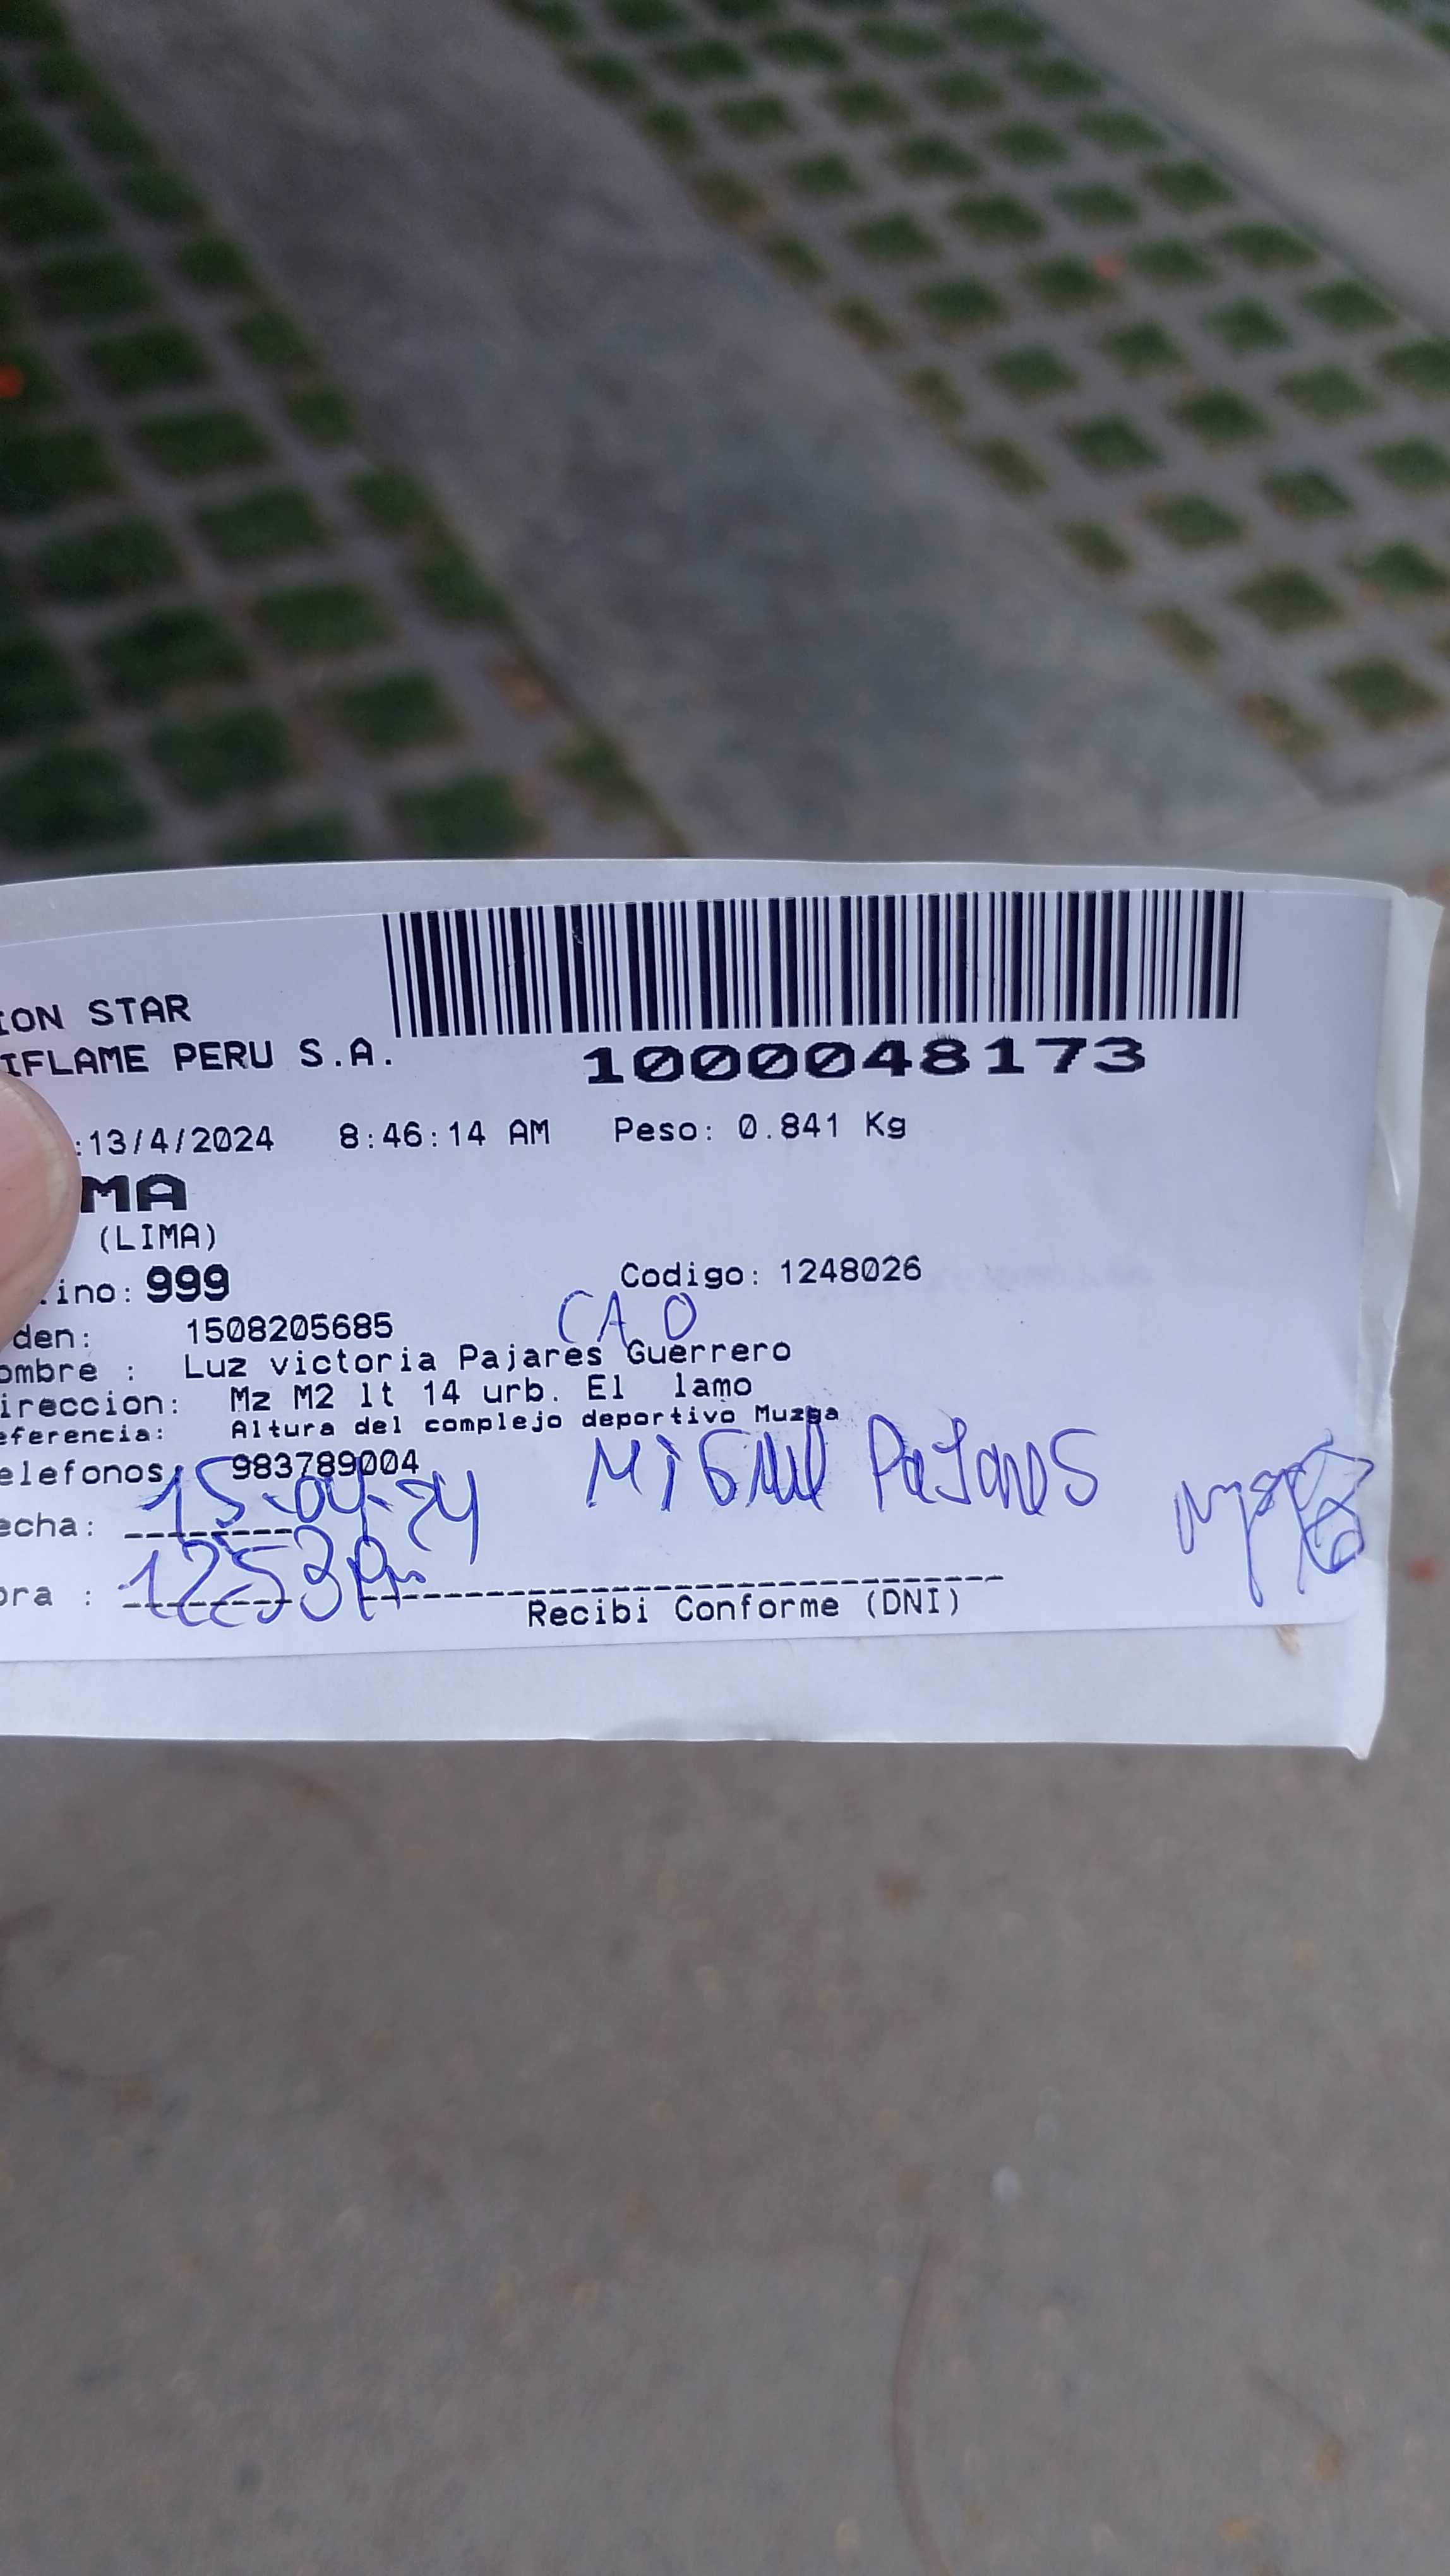 ION STAR
IFLAME PERU S.A.
1000048173
:13/4/2024 8:46:14 AM Peso: 0.841 Kg
MA
(LIMA)
ino: 999 Codigo: 1248026
den: 1508205685 CA O
ombre : Luz victoria Pajares Guerrero
ireccion: Mz M2 lt 14 urb. El lamo
eferencia: Altura del complejo deportivo Muzga
elefonos 983789004
MiGuel PaJares
echa: 15-04-24
ora : 1253 Pm
Recibi Conforme (DNI)